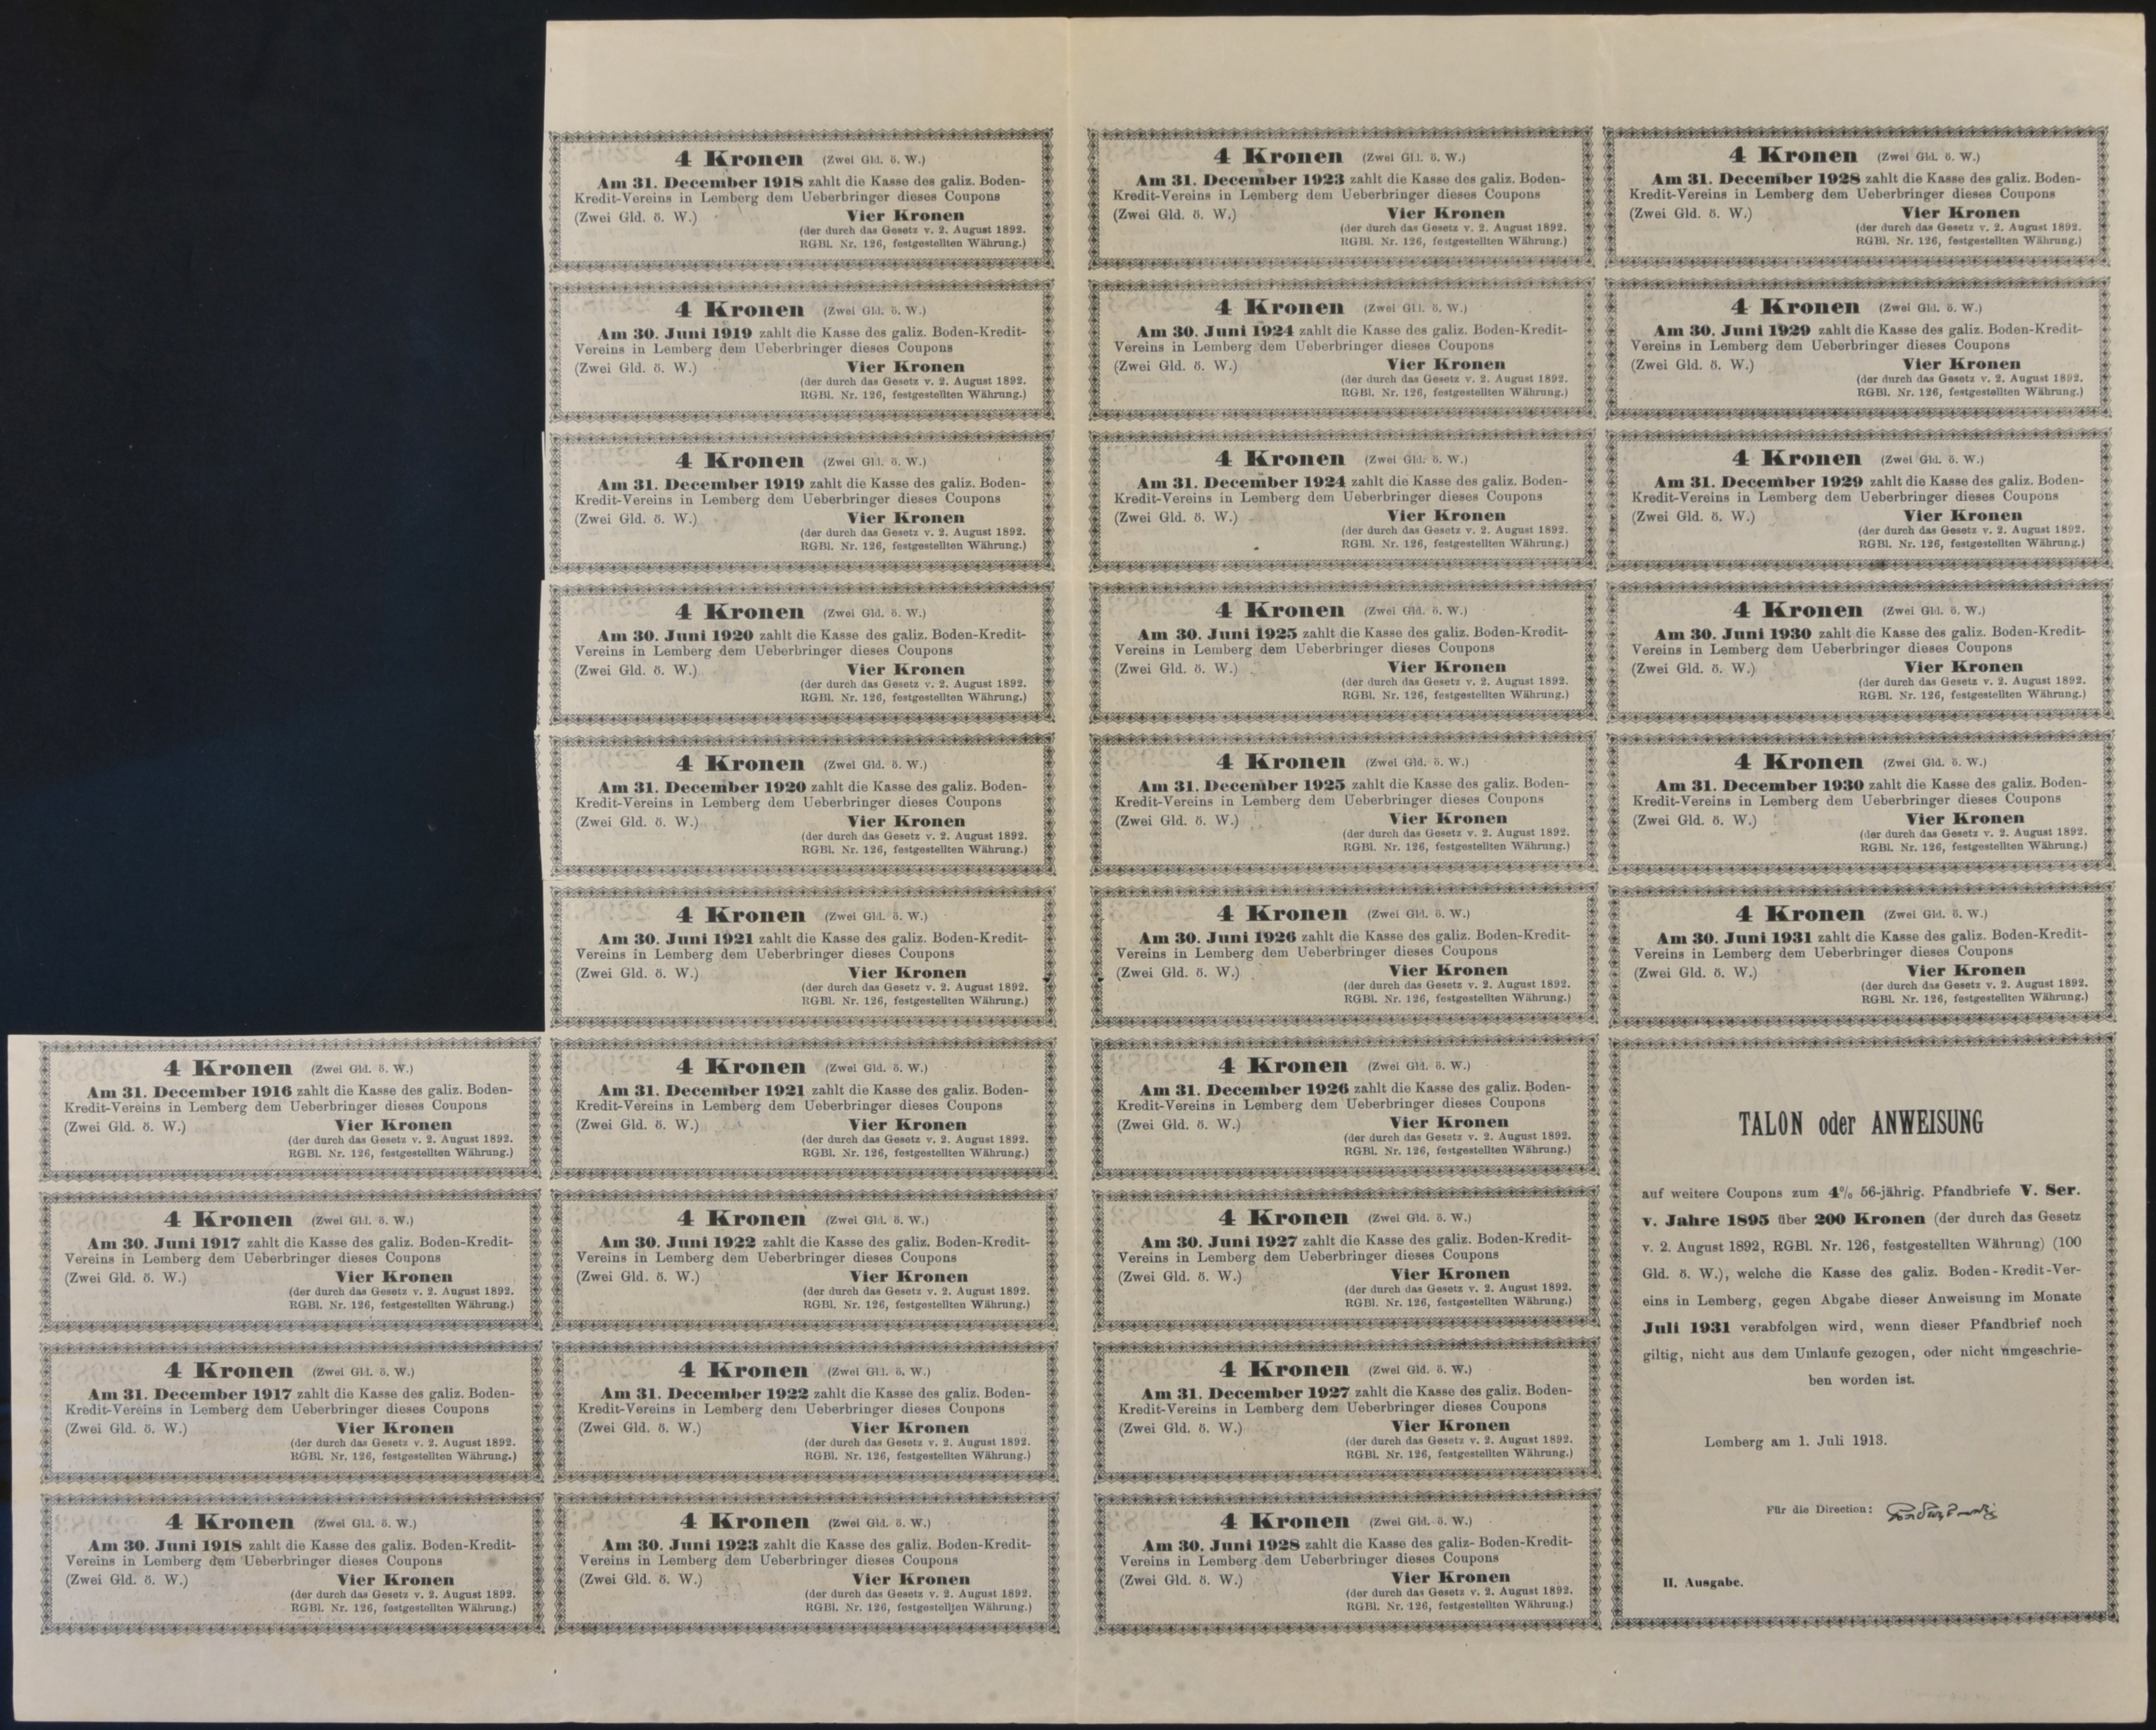 4 Kronen (Zwei Gld. ö. W.)
Am 31. December 1916 zahlt die Kasse des galiz. Boden-
Kredit-Vereins in Lemberg dem Ueberbringer dieses Coupons
(Zwei Gld. ö. W.) Vier Kronen
(der durch das Gesetz v. 2. August 1892.
RGBl. Nr. 126, festgestellten Währung.)
4 Kronen (Zwei Gld. ö. W.)
Am 30. Juni 1917 zahlt die Kasse des galiz. Boden-Kredit-
Vereins in Lemberg dem Ueberbringer dieses Coupons
(Zwei Gld. ö. W.) Vier Kronen
(der durch das Gesetz v. 2. August 1892.
RGBl. Nr. 126, festgestellten Währung.)
4 Kronen (Zwei Gld. ö. W.)
Am 31. December 1917 zahlt die Kasse des galiz. Boden-
Kredit-Vereins in Lemberg dem Ueberbringer dieses Coupons
(Zwei Gld. ö. W.) Vier Kronen
(der durch das Gesetz v. 2. August 1892.
RGBl. Nr. 126, festgestellten Währung.)
4 Kronen (Zwei Gld. ö. W.)
Am 30. Juni 1918 zahlt die Kasse des galiz. Boden-Kredit-
Vereins in Lemberg dem Ueberbringer dieses Coupons
(Zwei Gld. ö. W.) Vier Kronen
(der durch das Gesetz v. 2. August 1892.
RGBl. Nr. 126, festgestellten Währung.)
4 Kronen (Zwei Gld. ö. W.)
Am 31. December 1918 zahlt die Kasse des galiz. Boden-
Kredit-Vereins in Lemberg dem Ueberbringer dieses Coupons
(Zwei Gld. ö. W.) Vier Kronen
(der durch das Gesetz v. 2. August 1892.
RGBl. Nr. 126, festgestellten Währung.)
4 Kronen (Zwei Gld. ö. W.)
Am 30. Juni 1919 zahlt die Kasse des galiz. Boden-Kredit-
Vereins in Lemberg dem Ueberbringer dieses Coupons
(Zwei Gld. ö. W.) Vier Kronen
(der durch das Gesetz v. 2. August 1892.
RGBl. Nr. 126, festgestellten Währung.)
4 Kronen (Zwei Gld. ö. W.)
Am 31. December 1919 zahlt die Kasse des galiz. Boden-
Kredit-Vereins in Lemberg dem Ueberbringer dieses Coupons
(Zwei Gld. ö. W.) Vier Kronen
(der durch das Gesetz v. 2. August 1892.
RGBl. Nr. 126, festgestellten Währung.)
4 Kronen (Zwei Gld. ö. W.)
Am 30. Juni 1920 zahlt die Kasse des galiz. Boden-Kredit-
Vereins in Lemberg dem Ueberbringer dieses Coupons
(Zwei Gld. ö. W.) Vier Kronen
(der durch das Gesetz v. 2. August 1892.
RGBl. Nr. 126, festgestellten Währung.)
4 Kronen (Zwei Gld. ö. W.)
Am 31. December 1920 zahlt die Kasse des galiz. Boden-
Kredit-Vereins in Lemberg dem Ueberbringer dieses Coupons
(Zwei Gld. ö. W.) Vier Kronen
(der durch das Gesetz v. 2. August 1892.
RGBl. Nr. 126, festgestellten Währung.)
4 Kronen (Zwei Gld. ö. W.)
Am 30. Juni 1921 zahlt die Kasse des galiz. Boden-Kredit-
Vereins in Lemberg dem Ueberbringer dieses Coupons
(Zwei Gld. ö. W.) Vier Kronen
(der durch das Gesetz v. 2. August 1892.
RGBl. Nr. 126, festgestellten Währung.)
4 Kronen (Zwei Gld. ö. W.)
Am 31. December 1921 zahlt die Kasse des galiz. Boden-
Kredit-Vereins in Lemberg dem Ueberbringer dieses Coupons
(Zwei Gld. ö. W.) Vier Kronen
(der durch das Gesetz v. 2. August 1892.
RGBl. Nr. 126, festgestellten Währung.)
4 Kronen (Zwei Gld. ö. W.)
Am 30. Juni 1922 zahlt die Kasse des galiz. Boden-Kredit-
Vereins in Lemberg dem Ueberbringer dieses Coupons
(Zwei Gld. ö. W.) Vier Kronen
(der durch das Gesetz v. 2. August 1892.
RGBl. Nr. 126, festgestellten Währung.)
4 Kronen (Zwei Gld. ö. W.)
Am 31. December 1922 zahlt die Kasse des galiz. Boden-
Kredit-Vereins in Lemberg dem Ueberbringer dieses Coupons
(Zwei Gld. ö. W.) Vier Kronen
(der durch das Gesetz v. 2. August 1892.
RGBl. Nr. 126, festgestellten Währung.)
4 Kronen (Zwei Gld. ö. W.)
Am 30. Juni 1923 zahlt die Kasse des galiz. Boden-Kredit-
Vereins in Lemberg dem Ueberbringer dieses Coupons
(Zwei Gld. ö. W.) Vier Kronen
(der durch das Gesetz v. 2. August 1892.
RGBl. Nr. 126, festgestellten Währung.)
4 Kronen (Zwei Gld. ö. W.)
Am 31. December 1923 zahlt die Kasse des galiz. Boden-
Kredit-Vereins in Lemberg dem Ueberbringer dieses Coupons
(Zwei Gld. ö. W.) Vier Kronen
(der durch das Gesetz v. 2. August 1892.
RGBl. Nr. 126, festgestellten Währung.)
4 Kronen (Zwei Gld. ö. W.)
Am 30. Juni 1924 zahlt die Kasse des galiz. Boden-Kredit-
Vereins in Lemberg dem Ueberbringer dieses Coupons
(Zwei Gld. ö. W.) Vier Kronen
(der durch das Gesetz v. 2. August 1892.
RGBl. Nr. 126, festgestellten Währung.)
4 Kronen (Zwei Gld. ö. W.)
Am 31. December 1924 zahlt die Kasse des galiz. Boden-
Kredit-Vereins in Lemberg dem Ueberbringer dieses Coupons
(Zwei Gld. ö. W.) Vier Kronen
(der durch das Gesetz v. 2. August 1892.
RGBl. Nr. 126, festgestellten Währung.)
4 Kronen (Zwei Gld. ö. W.)
Am 30. Juni 1925 zahlt die Kasse des galiz. Boden-Kredit-
Vereins in Lemberg dem Ueberbringer dieses Coupons
(Zwei Gld. ö. W.) Vier Kronen
(der durch das Gesetz v. 2. August 1892.
RGBl. Nr. 126, festgestellten Währung.)
4 Kronen (Zwei Gld. ö. W.)
Am 31. December 1925 zahlt die Kasse des galiz. Boden-
Kredit-Vereins in Lemberg dem Ueberbringer dieses Coupons
(Zwei Gld. ö. W.) Vier Kronen
(der durch das Gesetz v. 2. August 1892.
RGBl. Nr. 126, festgestellten Währung.)
4 Kronen (Zwei Gld. ö. W.)
Am 30. Juni 1926 zahlt die Kasse des galiz. Boden-Kredit-
Vereins in Lemberg dem Ueberbringer dieses Coupons
(Zwei Gld. ö. W.) Vier Kronen
(der durch das Gesetz v. 2. August 1892.
RGBl. Nr. 126, festgestellten Währung.)
4 Kronen (Zwei Gld. ö. W.)
Am 31. December 1926 zahlt die Kasse des galiz. Boden-
Kredit-Vereins in Lemberg dem Ueberbringer dieses Coupons
(Zwei Gld. ö. W.) Vier Kronen
(der durch das Gesetz v. 2. August 1892.
RGBl. Nr. 126, festgestellten Währung.)
4 Kronen (Zwei Gld. ö. W.)
Am 30. Juni 1927 zahlt die Kasse des galiz. Boden-Kredit-
Vereins in Lemberg dem Ueberbringer dieses Coupons
(Zwei Gld. ö. W.) Vier Kronen
(der durch das Gesetz v. 2. August 1892.
RGBl. Nr. 126, festgestellten Währung.)
4 Kronen (Zwei Gld. ö. W.)
Am 31. December 1927 zahlt die Kasse des galiz. Boden-
Kredit-Vereins in Lemberg dem Ueberbringer dieses Coupons
(Zwei Gld. ö. W.) Vier Kronen
(der durch das Gesetz v. 2. August 1892.
RGBl. Nr. 126, festgestellten Währung.)
4 Kronen (Zwei Gld. ö. W.)
Am 30. Juni 1928 zahlt die Kasse des galiz- Boden-Kredit-
Vereins in Lemberg dem Ueberbringer dieses Coupons
(Zwei Gld. ö. W.) Vier Kronen
(der durch das Gesetz v. 2. August 1892.
RGBl. Nr. 126, festgestellten Währung.)
4 Kronen (Zwei Gld. ö. W.)
Am 31. December 1928 zahlt die Kasse des galiz. Boden-
Kredit-Vereins in Lemberg dem Ueberbringer dieses Coupons
(Zwei Gld. ö. W.) Vier Kronen
(der durch das Gesetz v. 2. August 1892.
RGBl. Nr. 126, festgestellten Währung.)
4 Kronen (Zwei Gld. ö. W.)
Am 30. Juni 1929 zahlt die Kasse des galiz. Boden-Kredit-
Vereins in Lemberg dem Ueberbringer dieses Coupons
(Zwei Gld. ö. W.) Vier Kronen
(der durch das Gesetz v. 2. August 1892.
RGBl. Nr. 126, festgestellten Währung.)
4 Kronen (Zwei Gld. ö. W.)
Am 31. December 1929 zahlt die Kasse des galiz. Boden-
Kredit-Vereins in Lemberg dem Ueberbringer dieses Coupons
(Zwei Gld. ö. W.) Vier Kronen
(der durch das Gesetz v. 2. August 1892.
RGBl. Nr. 126, festgestellten Währung.)
4 Kronen (Zwei Gld. ö. W.)
Am 30. Juni 1930 zahlt die Kasse des galiz. Boden-Kredit-
Vereins in Lemberg dem Ueberbringer dieses Coupons
(Zwei Gld. ö. W.) Vier Kronen
(der durch das Gesetz v. 2. August 1892.
RGBl. Nr. 126, festgestellten Währung.)
4 Kronen (Zwei Gld. ö. W.)
Am 31. December 1930 zahlt die Kasse des galiz. Boden-
Kredit-Vereins in Lemberg dem Ueberbringer dieses Coupons
(Zwei Gld. ö. W.) Vier Kronen
(der durch das Gesetz v. 2. August 1892.
RGBl. Nr. 126, festgestellten Währung.)
4 Kronen (Zwei Gld. ö. W.)
Am 30. Juni 1931 zahlt die Kasse des galiz. Boden-Kredit-
Vereins in Lemberg dem Ueberbringer dieses Coupons
(Zwei Gld. ö. W.) Vier Kronen
(der durch das Gesetz v. 2. August 1892.
RGBl. Nr. 126, festgestellten Währung.)
TALON oder ANWEISUNG
auf weitere Coupons zum 4% 56-jährig. Pfandbriefe V. Ser.
v. Jahre 1895 über 200 Kronen (der durch das Gesetz
v. 2. August 1892, RGBl. Nr. 126, festgestellten Währung) (100
Gld. ö. W.), welche die Kasse des galiz. Boden-Kredit-Ver-
eins in Lemberg, gegen Abgabe dieser Anweisung im Monate
Juli 1931 verabfolgen wird, wenn dieser Pfandbrief noch
giltig, nicht aus dem Umlaufe gezogen, oder nicht umgeschrie-
ben worden ist.
Lemberg am 1. Juli 1913.
Für die Direction:
II. Ausgabe.